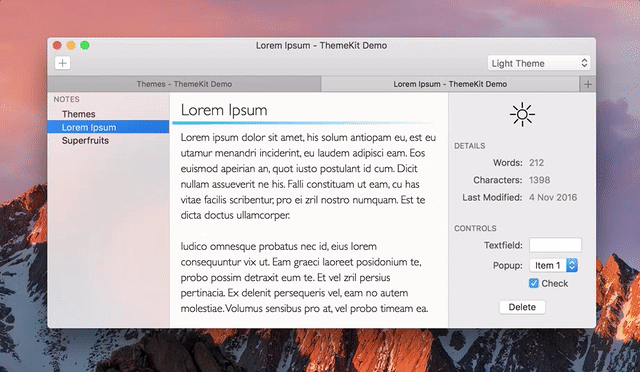 Lorem Ipsum - ThemeKit Demo
Light Theme
Themes - ThemeKit Demo
Lorem Ipsum - ThemeKit Demo
NOTES
Themes
Lorem Ipsum
Superfruits
Lorem Ipsum
Lorem ipsum dolor sit amet, his solum antiopam eu, est eu
utamur menandri inciderint, eu laudem adipisci eam. Eos
euismod apeirian an, quot iusto postulant id cum. Dicit
nullam assueverit ne his. Falli constituam ut eam, cu has
vitae facilis scribentur, pro ei zril nostro numquam. Est te
dicta doctus ullamcorper.
Iudico omnesque probatus nec id, eius lorem
consequuntur vix ut. Eam graeci laoreet posidonium te,
probo possim detraxit eum te. Et vel zril persius
pertinacia. Ex delenit persequeris vel, eam no autem
molestiae. Volumus sensibus pro at, vel probo timeam ea.
DETAILS
Words: 212
Characters: 1398
Last Modified: 4 Nov 2016
CONTROLS
Textfield:
Popup: Item 1
Check
Delete